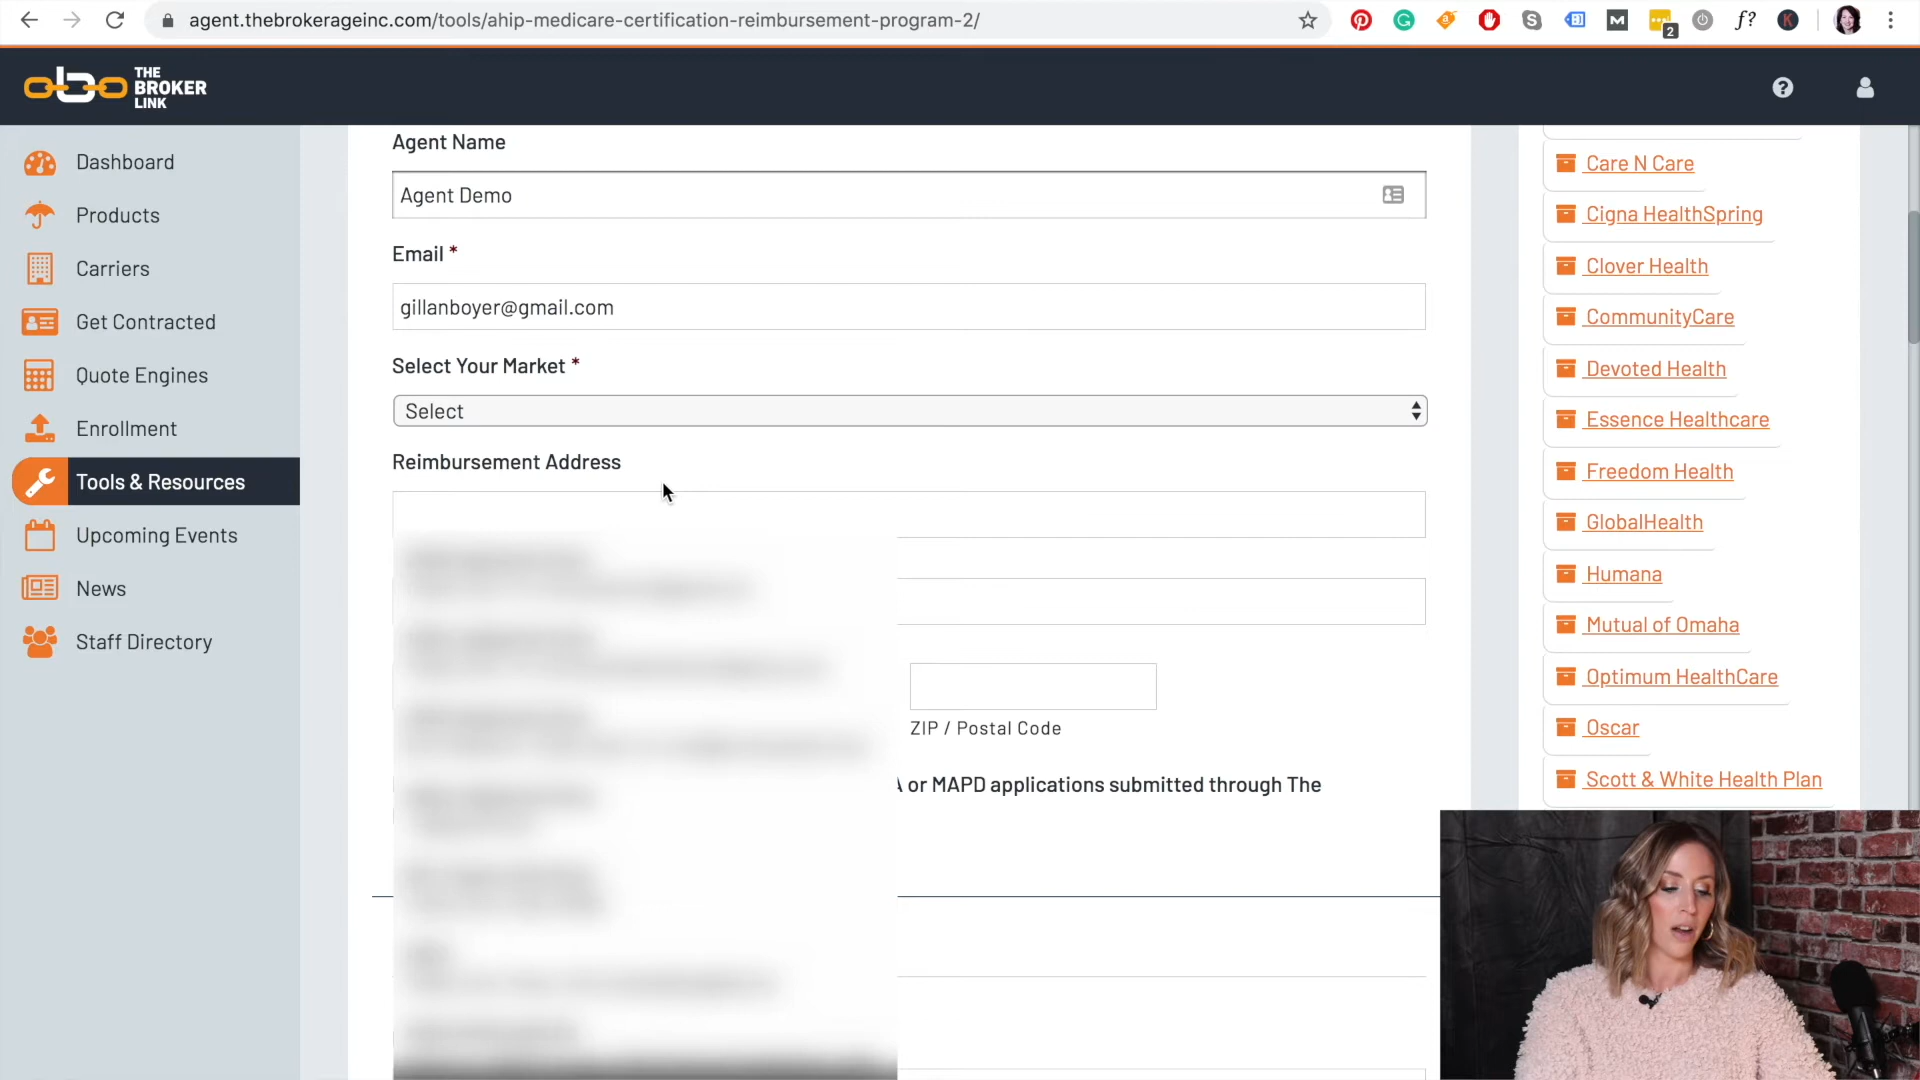 agent.thebrokerageinc.com/tools/ahip-medicare-certification-reimbursement-program-2/
2
f?
K
THE
BROKER
LINK
Dashboard
Products
Carriers
Get Contracted
Quote Engines
Enrollment
Tools & Resources
Upcoming Events
News
Staff Directory
Agent Name
Agent Demo
Email *
gillanboyer@gmail.com
Select Your Market *
Select
Reimbursement Address
ZIP / Postal Code
or MAPD applications submitted through The
Care N Care
Cigna HealthSpring
Clover Health
CommunityCare
Devoted Health
Essence Healthcare
Freedom Health
GlobalHealth
Humana
Mutual of Omaha
Optimum HealthCare
Oscar
Scott & White Health Plan